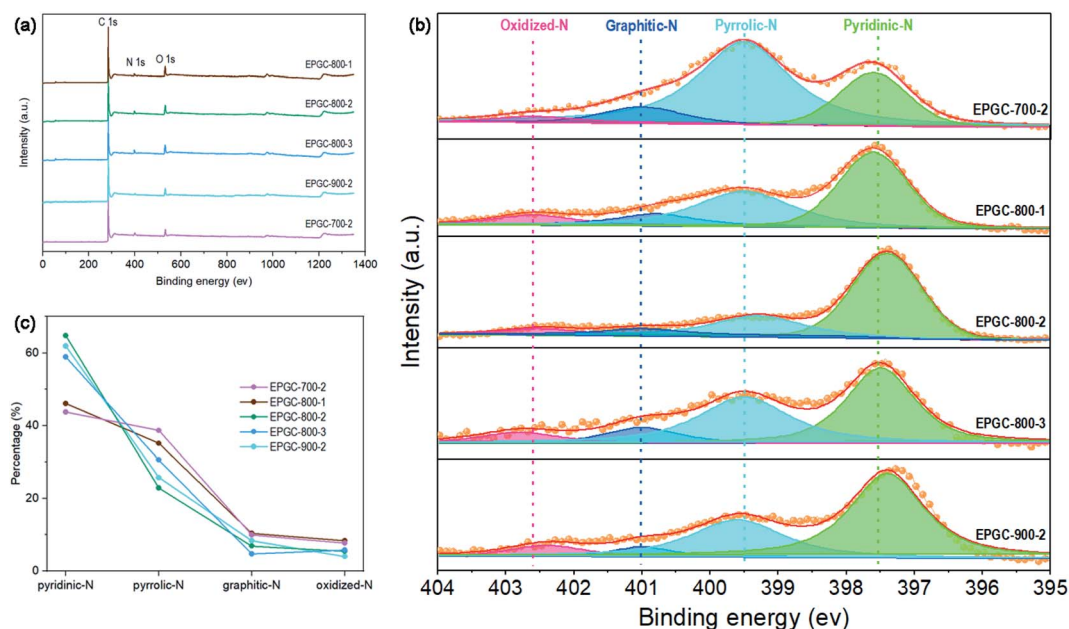 (a)
C 1s
N 1s
O 1s
EPGC-800-1
EPGC-800-2
EPGC-800-3
EPGC-900-2
EPGC-700-2
Intensity (a.u.)
0 200 400 600 800 1000 1200 1400
Binding energy (ev)
(b)
Oxidized-N Graphitic-N Pyrrolic-N Pyridinic-N
EPGC-700-2
EPGC-800-1
EPGC-800-2
EPGC-800-3
EPGC-900-2
Intensity (a.u.)
404 403 402 401 400 399 398 397 396 395
Binding energy (ev)
(c)
60
40
20
0
Percentage (%)
EPGC-700-2
EPGC-800-1
EPGC-800-2
EPGC-800-3
EPGC-900-2
pyridinic-N pyrrolic-N graphitic-N oxidized-N